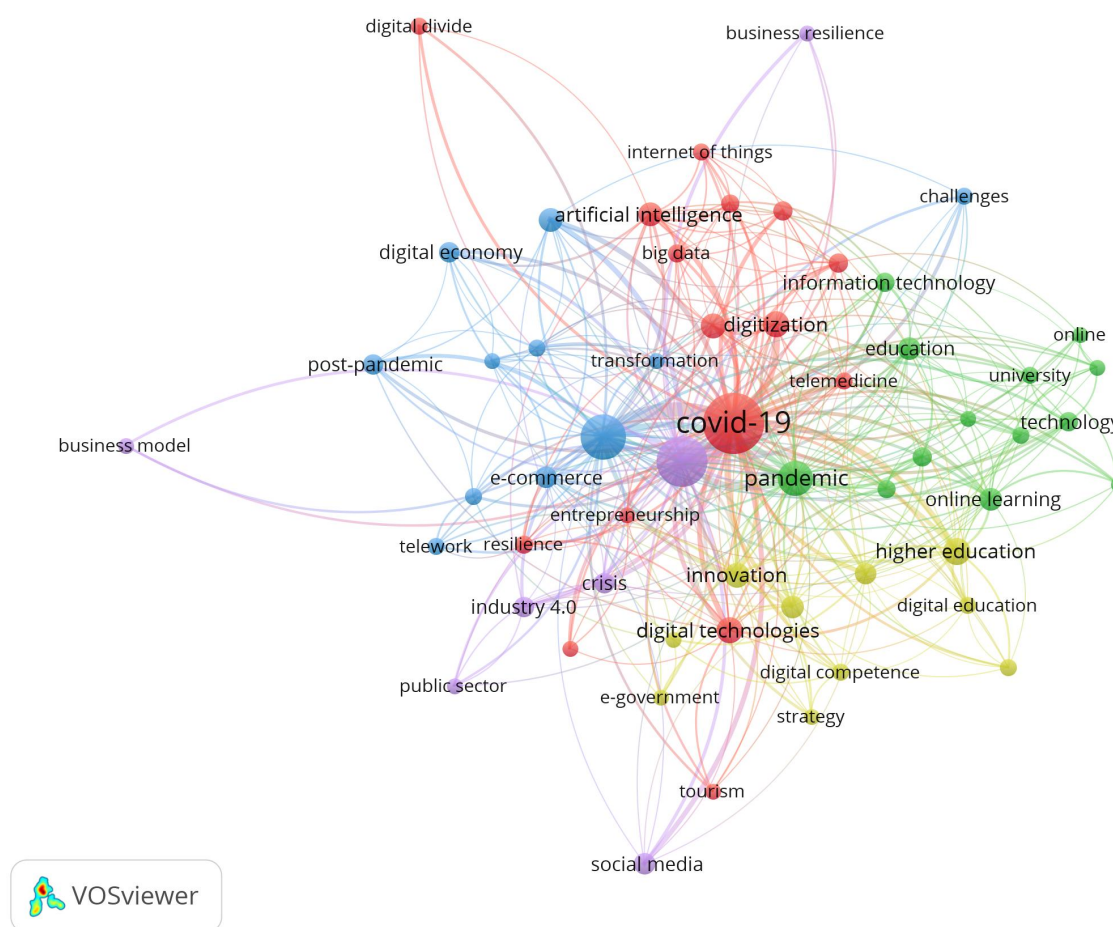 digital divide
business resilience
internet of things
challenges
artificial intelligence
digital economy
big data
information technology
digitization
online
education
transformation
post-pandemic
university
telemedicine
covid-19
technology
business model
e-commerce
pandemic
online learning
entrepreneurship
telework
resilience
higher education
innovation
crisis
industry 4.0
digital education
digital technologies
digital competence
public sector
e-government
strategy
tourism
social media
VOSviewer